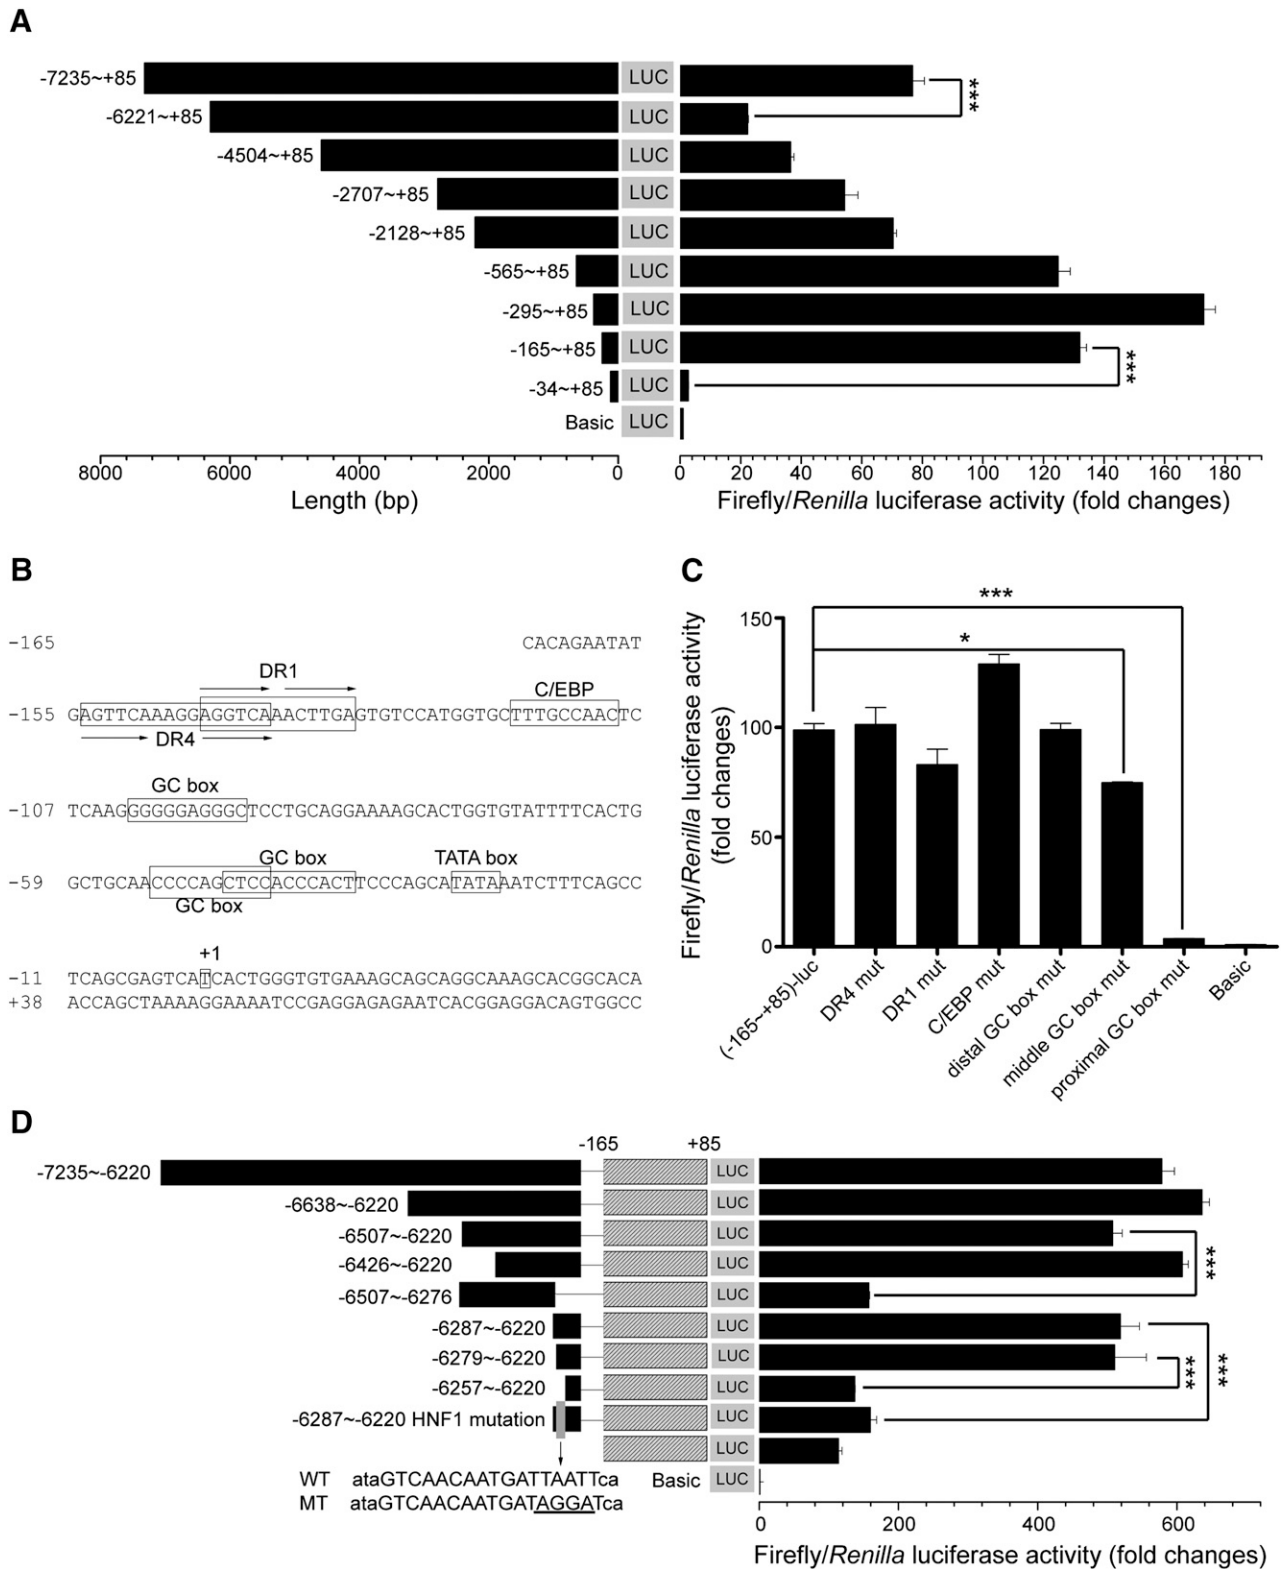 A
-7235~+85 LUC
-6221~+85 LUC
***
-4504~+85 LUC
-2707~+85 LUC
-2128~+85 LUC
-565~+85 LUC
-295~+85 LUC
-165~+85 LUC
***
-34~+85 LUC
Basic LUC
8000 6000 4000 2000 0
0 20 40 60 80 100 120 140 160 180
Length (bp)
Firefly/Renilla luciferase activity (fold changes)
B
-165 CACAGAATAT
DR1
C/EBP
-155 GAGTTCAAAGGAGGTCAAACTTGAGTGTCCATGGTGCTTTGCCAACTC
DR4
GC box
-107 TCAAGGGGGGAGGGCTCCTGCAGGAAAAGCACTGGTGTATTTTCACTG
GC box TATA box
-59 GCTGCAACCCCAGCTCCACCCACTTCCCAGCATATAAATCTTTCAGCC
GC box
+1
-11 TCAGCGAGTCATCACTGGGTGTGAAAGCAGCAGGCAAAGCACGGCACA
+38 ACCAGCTAAAAGGAAAATCCGAGGAGAGAATCACGGAGGACAGTGGCC
C
Firefly/Renilla luciferase activity
(fold changes)
150
100
50
0
***
*
(-165~+85)-luc
DR4 mut
DR1 mut
C/EBP mut
distal GC box mut
middle GC box mut
proximal GC box mut
Basic
D
-165 +85
-7235~-6220 LUC
-6638~-6220 LUC
-6507~-6220 LUC
-6426~-6220 LUC
***
-6507~-6276 LUC
-6287~-6220 LUC
-6279~-6220 LUC
*** ***
-6257~-6220 LUC
-6287~-6220 HNF1 mutation LUC
LUC
WT ataGTCAACAATGATTAATTca
Basic LUC
MT ataGTCAACAATGATAGGATca
0 200 400 600
Firefly/Renilla luciferase activity (fold changes)